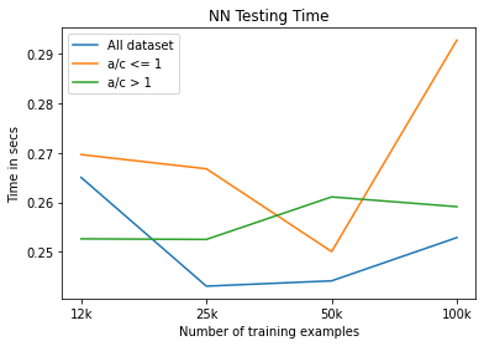 NN Testing Time
All dataset
a/c <= 1
a/c > 1
Time in secs
0.29
0.28
0.27
0.26
0.25
12k 25k 50k 100k
Number of training examples